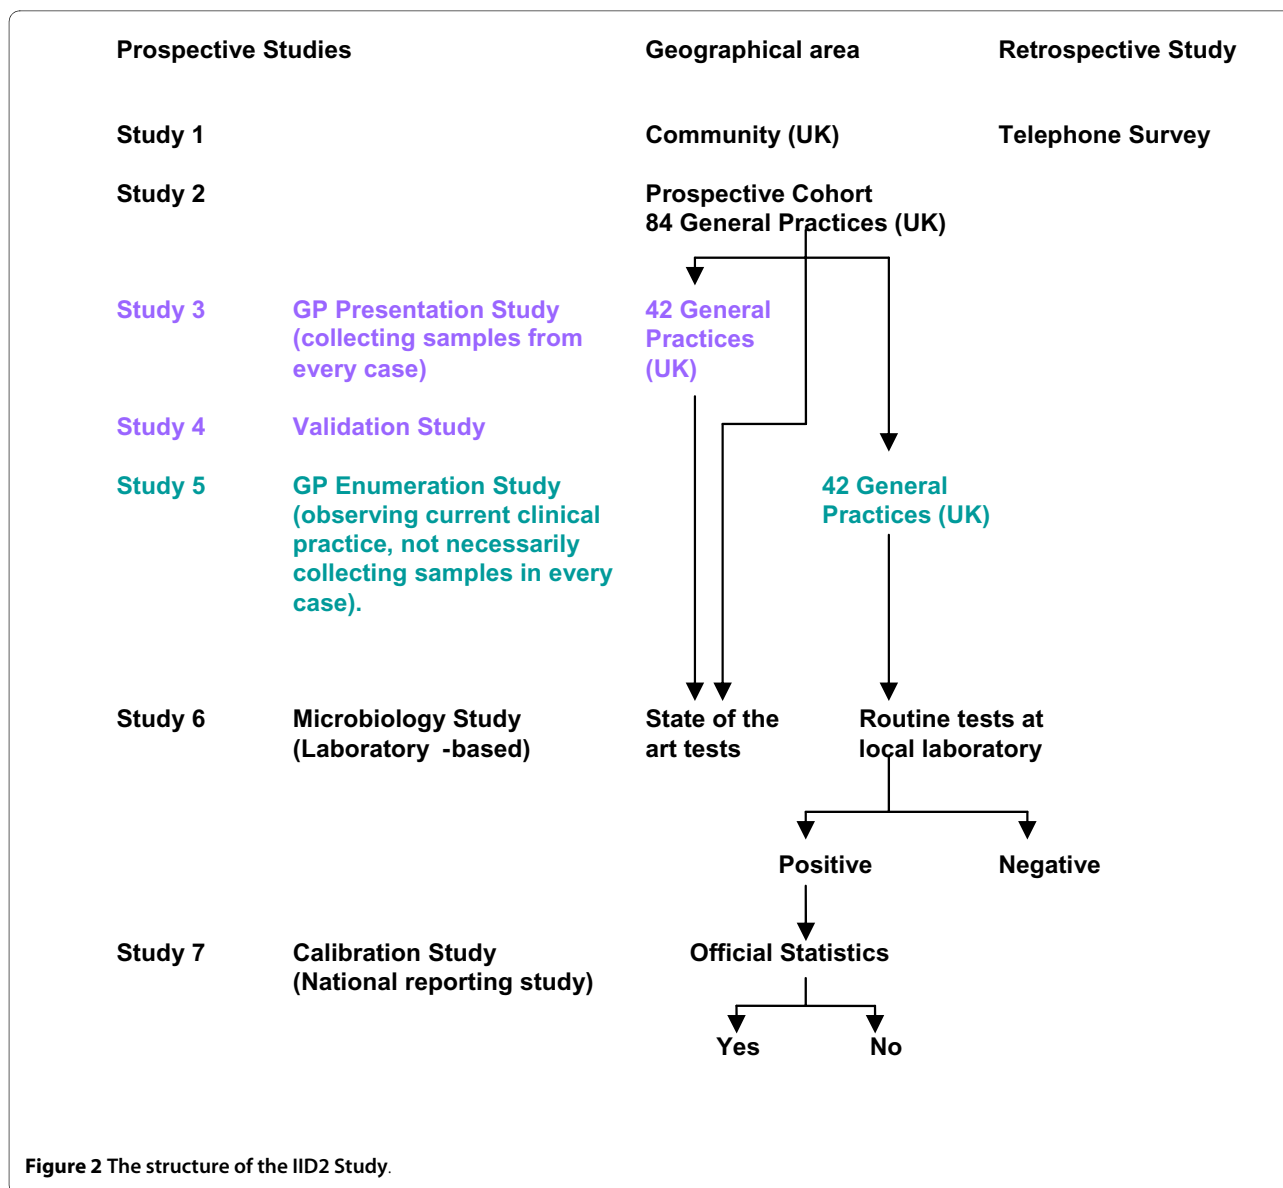 Prospective Studies
Geographical area
Retrospective Study
Study 1
Community (UK)
Telephone Survey
Study 2
Prospective Cohort
84 General Practices (UK)
Study 3
GP Presentation Study
(collecting samples from
every case)
42 General
Practices
(UK)
Study 4
Validation Study
Study 5
GP Enumeration Study
(observing current clinical
practice, not necessarily
collecting samples in every
case).
42 General
Practices (UK)
Study 6
Microbiology Study
(Laboratory -based)
State of the
art tests
Routine tests at
local laboratory
Positive
Negative
Study 7
Calibration Study
(National reporting study)
Official Statistics
Yes
No
Figure 2 The structure of the IID2 Study.